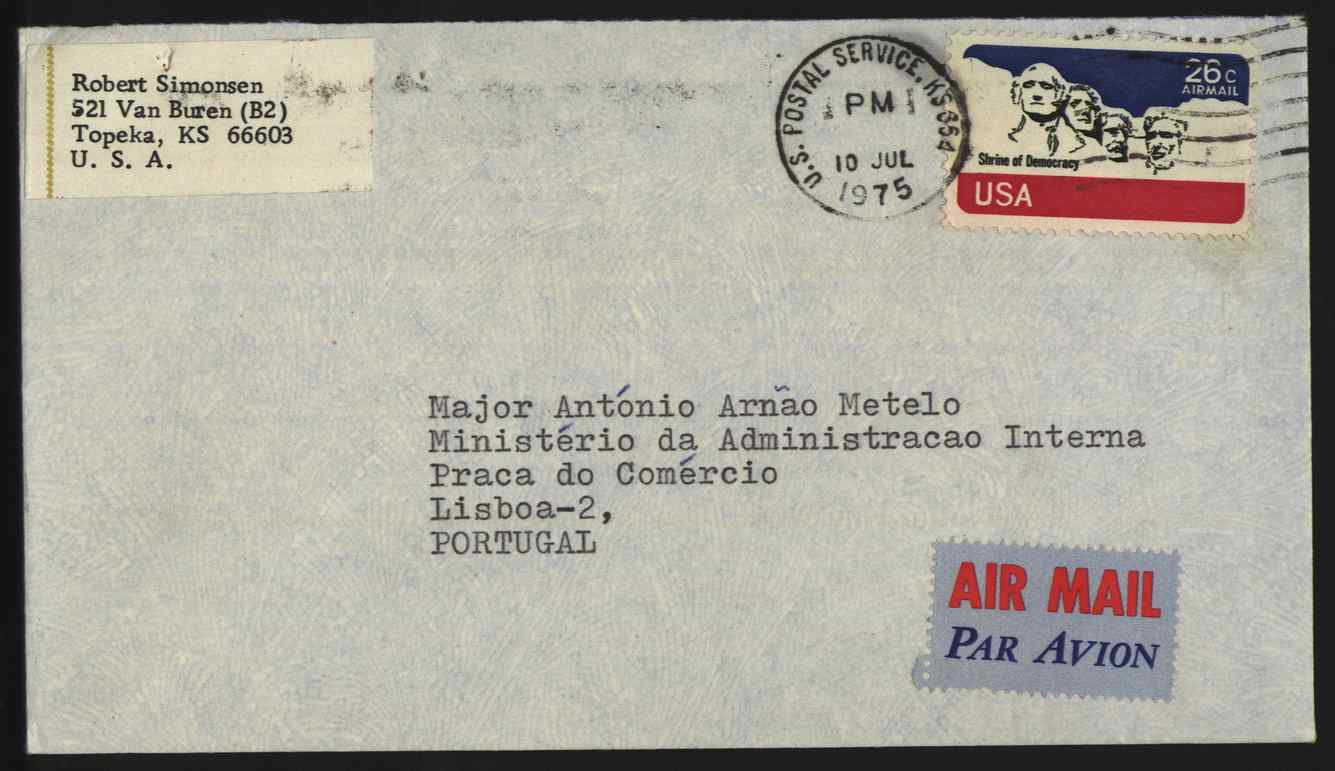 Robert Simonsen
521 Van Buren (B2)
Topeka, KS 66603
U. S. A.
U.S. POSTAL SERVICE, KS 664
PM
10 JUL
1975
26c
AIRMAIL
Shrine of Democracy
USA
Major António Arnão Metelo
Ministério da Administracao Interna
Praca do Comércio
Lisboa-2,
PORTUGAL
AIR MAIL
PAR AVION